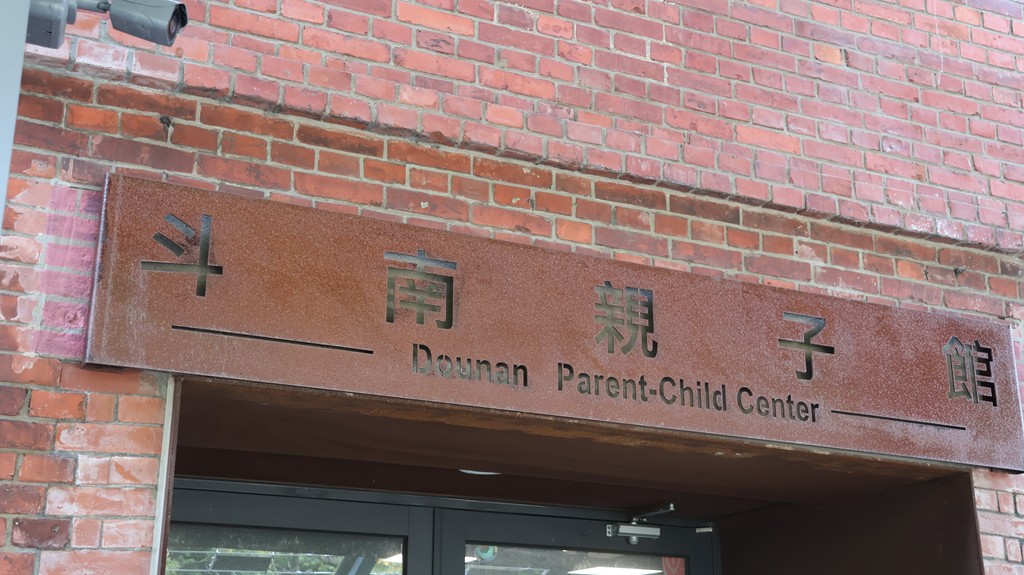 斗南親子館
Dounan Parent-Child Center